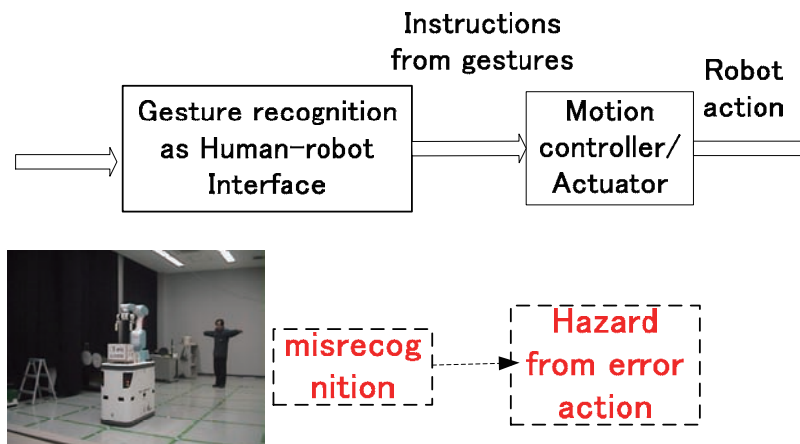 Instructions
from gestures
Robot
action
Gesture recognition
as Human-robot
Interface
Motion
controller/
Actuator
misrecog
nition
Hazard
from error
action